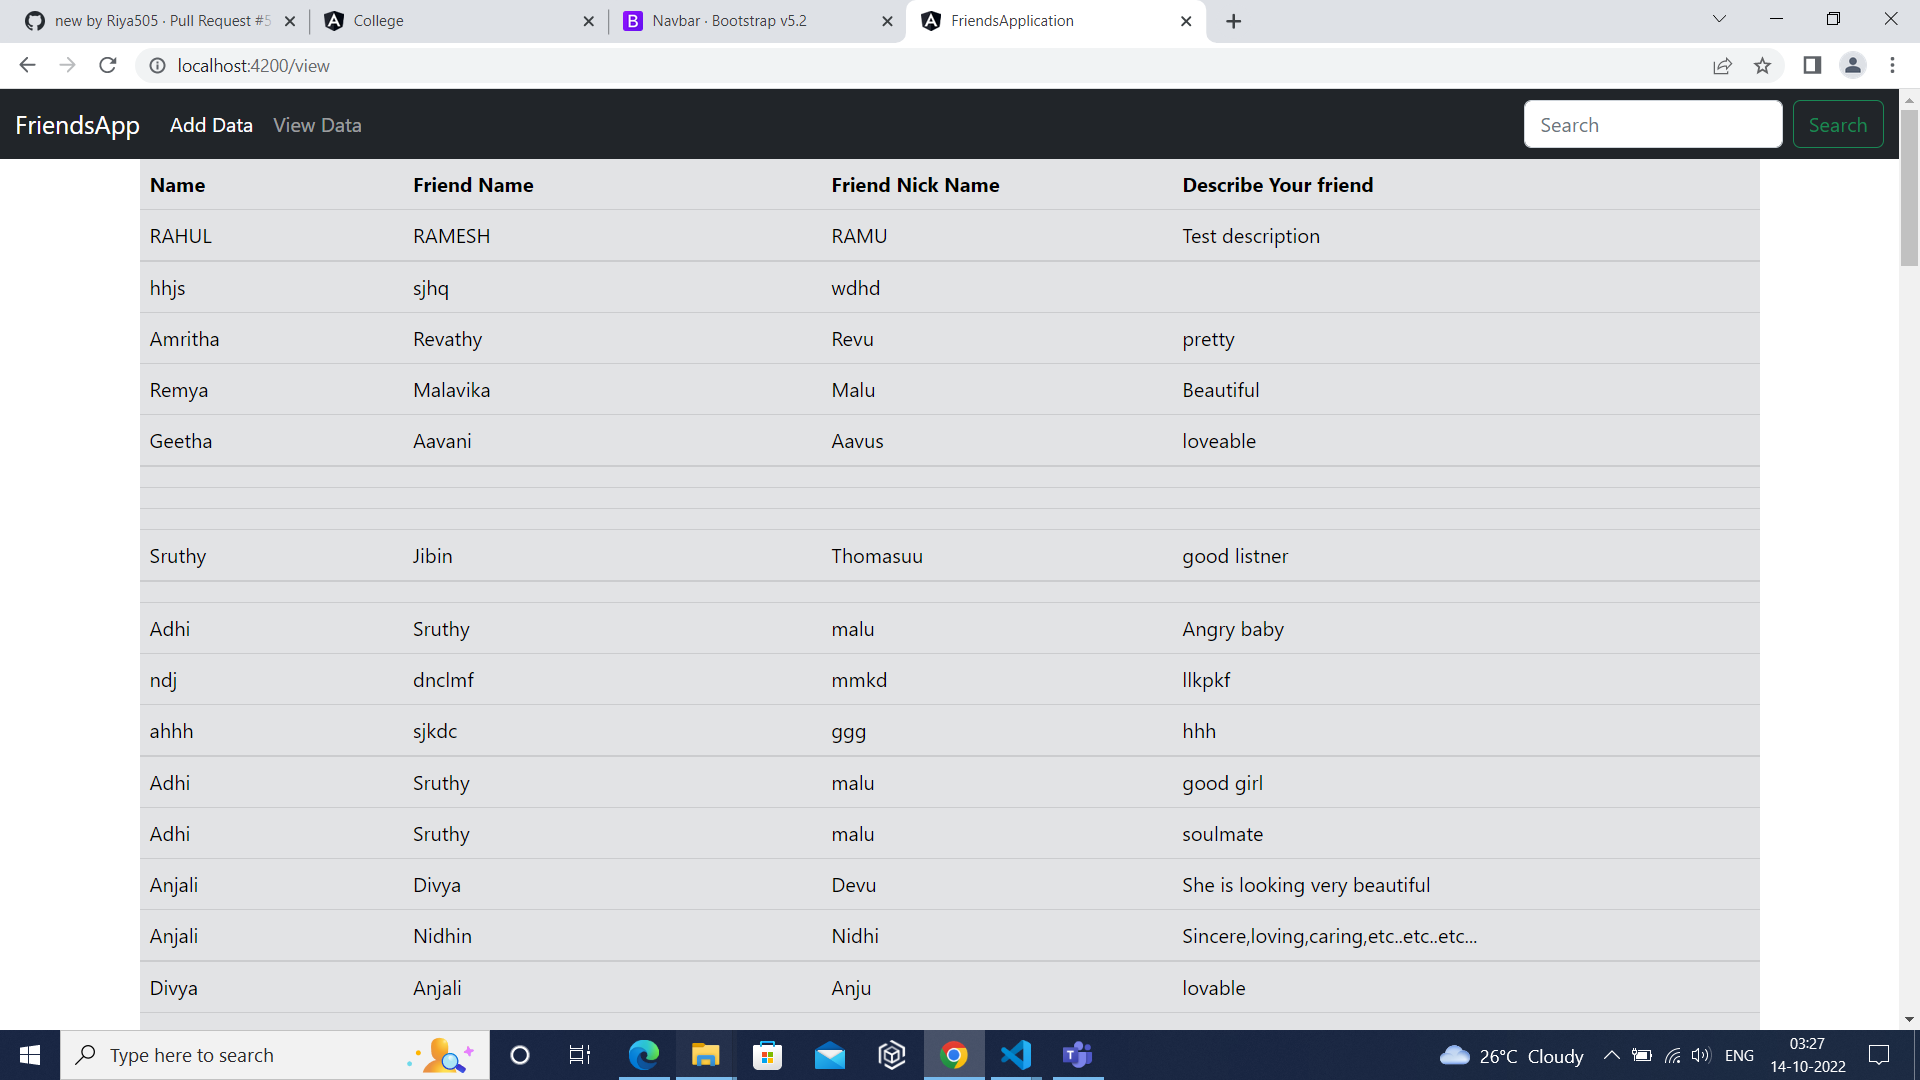 new by Riya505 · Pull Request #5
College
Navbar · Bootstrap v5.2
FriendsApplication
localhost:4200/view
FriendsApp Add Data View Data Search Search
Name Friend Name Friend Nick Name Describe Your friend
RAHUL RAMESH RAMU Test description
hhjs sjhq wdhd
Amritha Revathy Revu pretty
Remya Malavika Malu Beautiful
Geetha Aavani Aavus loveable
Sruthy Jibin Thomasuu good listner
Adhi Sruthy malu Angry baby
ndj dnclmf mmkd llkpkf
ahhh sjkdc ggg hhh
Adhi Sruthy malu good girl
Adhi Sruthy malu soulmate
Anjali Divya Devu She is looking very beautiful
Anjali Nidhin Nidhi Sincere,loving,caring,etc..etc..etc...
Divya Anjali Anju lovable
Type here to search
26°C Cloudy
ENG
03:27
14-10-2022